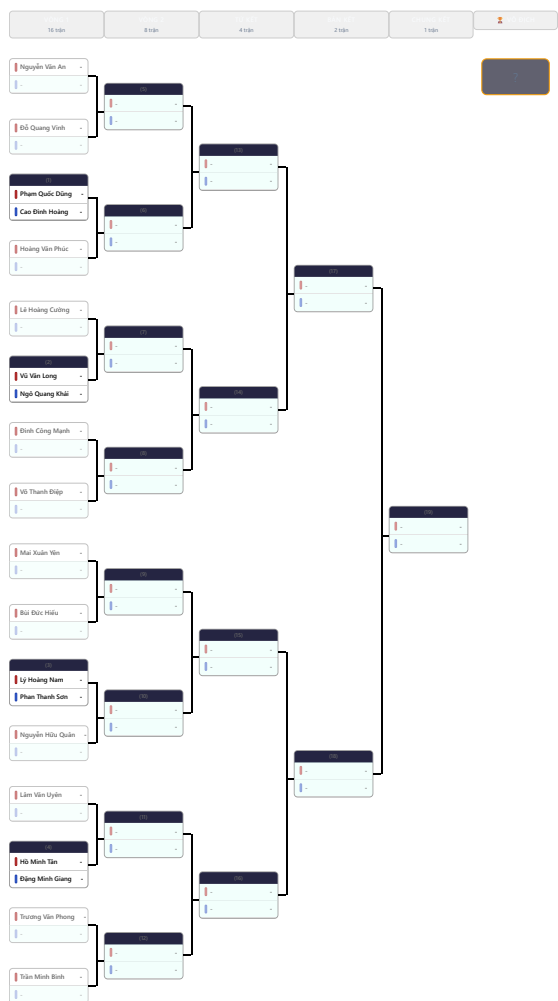 16 trận
8 trận
4 trận
2 trận
1 trận
?
Nguyễn Văn An -
- -
Đỗ Quang Vinh -
- -
(1)
Phạm Quốc Dũng -
Cao Đình Hoàng -
Hoàng Văn Phúc -
- -
Lê Hoàng Cường -
- -
(2)
Vũ Văn Long -
Ngô Quang Khải -
Đinh Công Mạnh -
- -
Võ Thanh Điệp -
- -
Mai Xuân Yên -
- -
Bùi Đức Hiếu -
- -
(3)
Lý Hoàng Nam -
Phan Thanh Sơn -
Nguyễn Hữu Quân -
- -
Lâm Văn Uyên -
- -
(4)
Hồ Minh Tân -
Đặng Minh Giang -
Trương Văn Phong -
- -
Trần Minh Bình -
- -
(5)
- -
- -
(6)
- -
- -
(7)
- -
- -
(8)
- -
- -
(9)
- -
- -
(10)
- -
- -
(11)
- -
- -
(12)
- -
- -
(13)
- -
- -
(14)
- -
- -
(15)
- -
- -
(16)
- -
- -
(17)
- -
- -
(18)
- -
- -
(19)
- -
- -